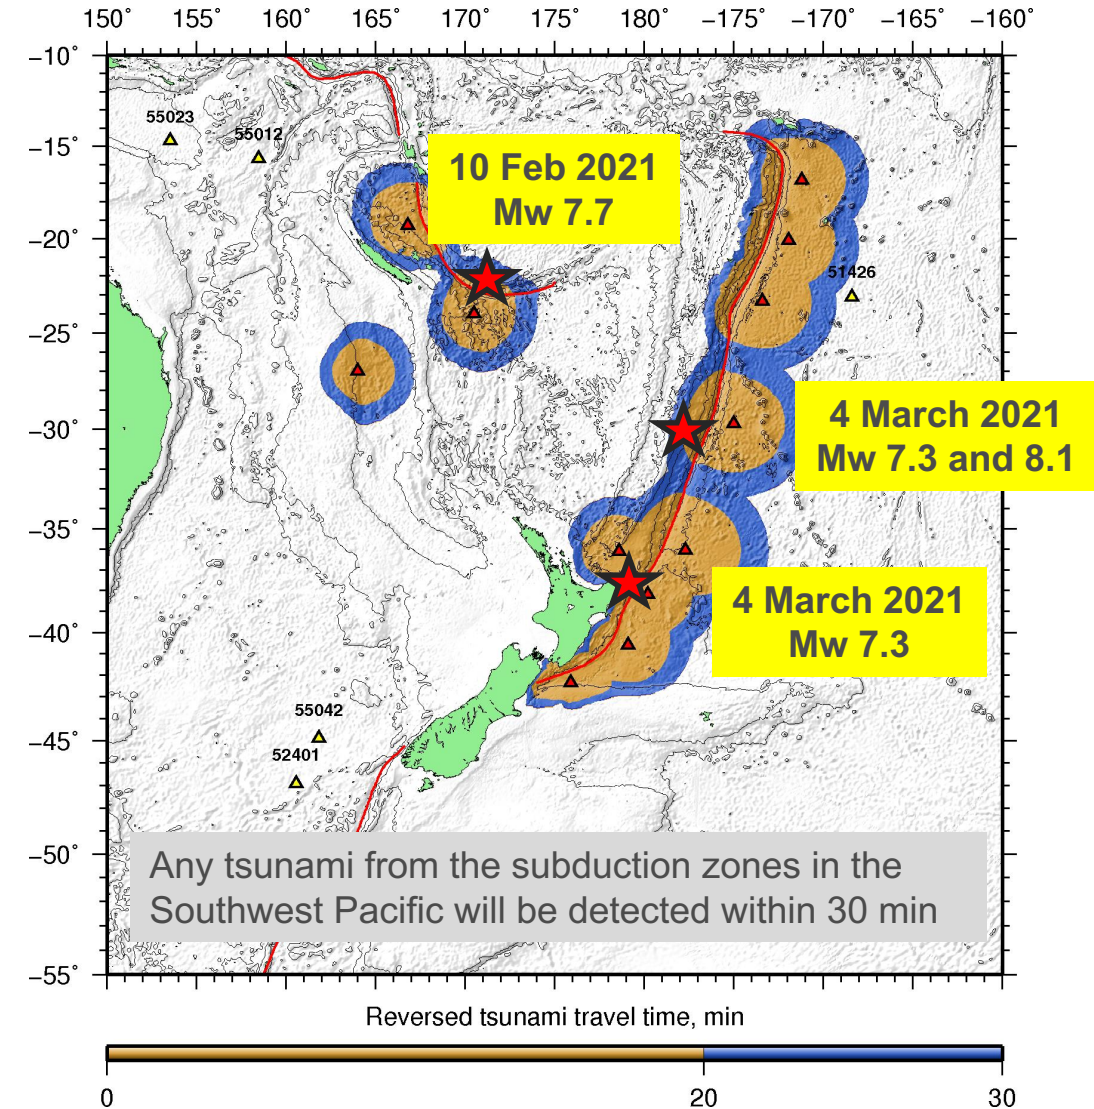 150˚ 155˚ 160˚ 165˚ 170˚ 175˚ 180˚ −175˚ −170˚ −165˚ −160˚
−10˚
−15˚
−20˚
−25˚
−30˚
−35˚
−40˚
−45˚
−50˚
−55˚
55023
55012
10 Feb 2021
Mw 7.7
51426
4 March 2021
Mw 7.3 and 8.1
4 March 2021
Mw 7.3
55042
52401
Any tsunami from the subduction zones in the
Southwest Pacific will be detected within 30 min
Reversed tsunami travel time, min
0 20 30